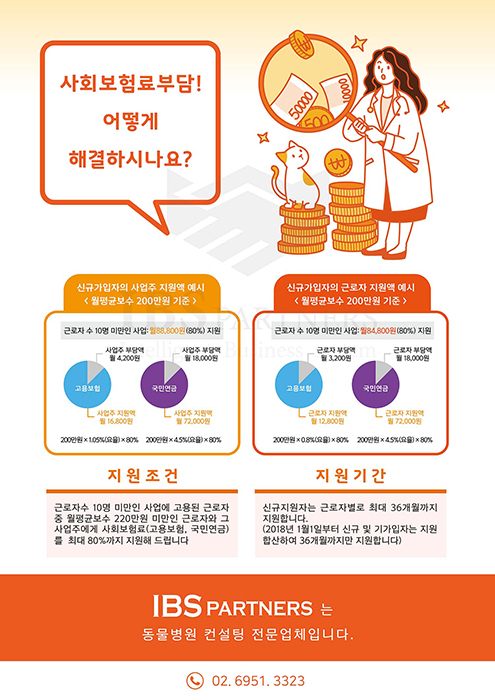 사회보험료부담!
어떻게
해결하시나요?
50000
500
₩
신규가입자의 사업주 지원액 예시
< 월평균보수 200만원 기준 >
근로자 수 10명 미만인 사업: 월88,800원(80%) 지원
사업주 부담액
월 4,200원
사업주 부담액
월 18,000원
고용보험
국민연금
사업주 지원액
월 16,800원
사업주 지원액
월 72,000원
200만원×1.05%(요율)×80%
200만원×4.5%(요율)×80%
신규가입자의 근로자 지원액 예시
< 월평균보수 200만원 기준 >
근로자 수 10명 미만인 사업: 월84,800원(80%) 지원
근로자 부담액
월 3,200원
근로자 부담액
월 18,000원
고용보험
국민연금
근로자 지원액
월 12,800원
근로자 지원액
월 72,000원
200만원×0.8%(요율)×80%
200만원×4.5%(요율)×80%
IBS PARTNERS
지원조건
근로자수 10명 미만인 사업에 고용된 근로자
중 월평균보수 220만원 미만인 근로자와 그
사업주에게 사회보험료(고용보험, 국민연금)
를 최대 80%까지 지원해 드립니다
지원기간
신규지원자는 근로자별로 최대 36개월까지
지원합니다.
(2018년 1월1일부터 신규 및 기가입자는 지원
합산하여 36개월까지만 지원합니다)
IBS PARTNERS 는
동물병원 컨설팅 전문업체입니다.
02. 6951. 3323